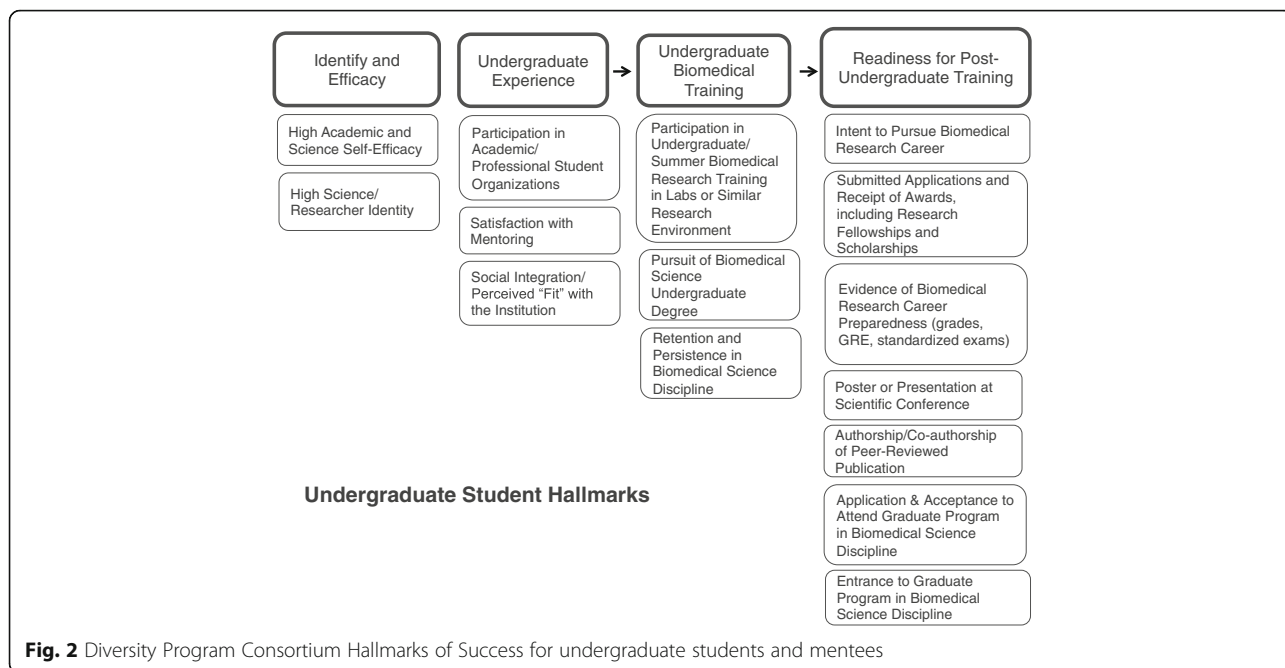 Identify and
Efficacy
High Academic and
Science Self-Efficacy
High Science/
Researcher Identity
Undergraduate
Experience
Participation in
Academic/
Professional Student
Organizations
Satisfaction with
Mentoring
Social Integration/
Perceived “Fit” with
the Institution
Undergraduate
Biomedical
Training
Participation in
Undergraduate/
Summer Biomedical
Research Training
in Labs or Similar
Research
Environment
Pursuit of Biomedical
Science
Undergraduate
Degree
Retention and
Persistence in
Biomedical Science
Discipline
Readiness for Post-
Undergraduate Training
Intent to Pursue Biomedical
Research Career
Submitted Applications and
Receipt of Awards,
including Research
Fellowships and
Scholarships
Evidence of Biomedical
Research Career
Preparedness (grades,
GRE, standardized exams)
Poster or Presentation at
Scientific Conference
Authorship/Co-authorship
of Peer-Reviewed
Publication
Application & Acceptance to
Attend Graduate Program
in Biomedical Science
Discipline
Entrance to Graduate
Program in Biomedical
Science Discipline
Undergraduate Student Hallmarks
Fig. 2 Diversity Program Consortium Hallmarks of Success for undergraduate students and mentees